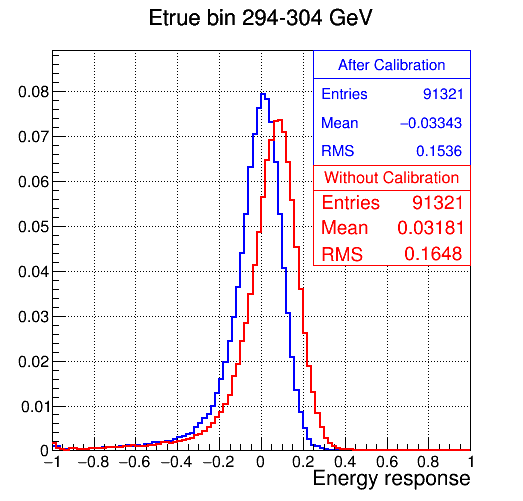 Etrue bin 294-304 GeV
After Calibration
Entries 91321
Mean −0.03343
RMS 0.1536
Without Calibration
Entries 91321
Mean 0.03181
RMS 0.1648
0.08
0.07
0.06
0.05
0.04
0.03
0.02
0.01
0
−1 −0.8 −0.6 −0.4 −0.2 0 0.2 0.4 0.6 0.8 1
Energy response